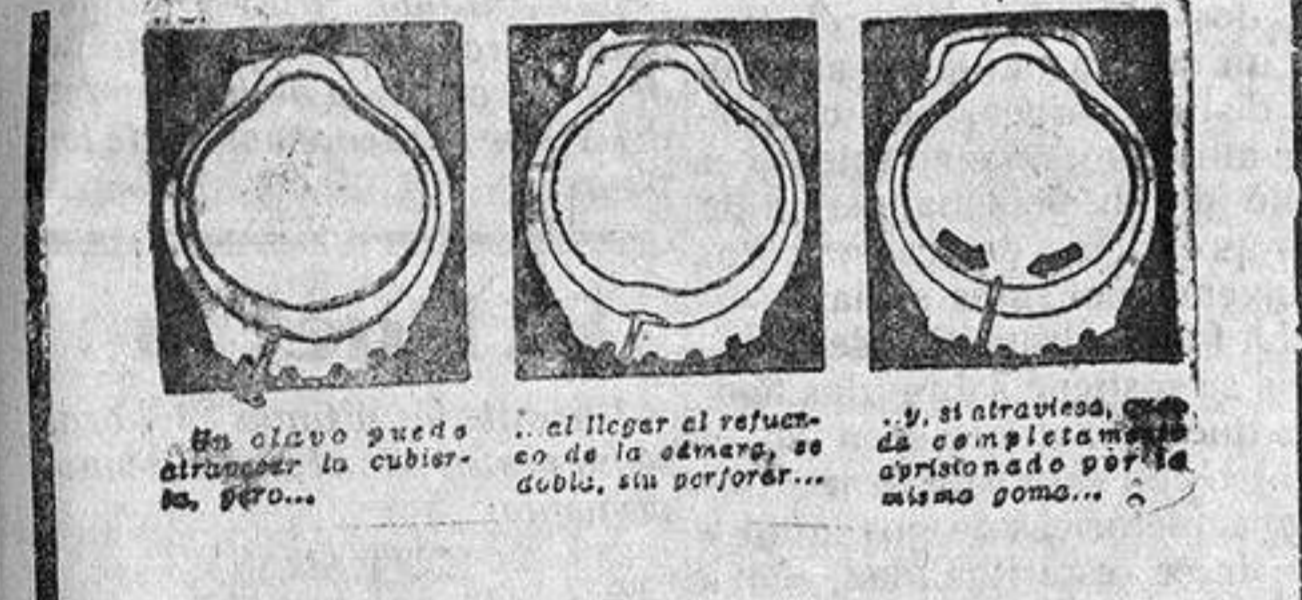 Un clavo puede
atravesar la cubier-
ta, pero...
...al llegar al refuer-
zo de la cámara, se
dobla, sin perforar...
...y, si atraviesa, que-
da completamente
aprisionado por la
misma goma...